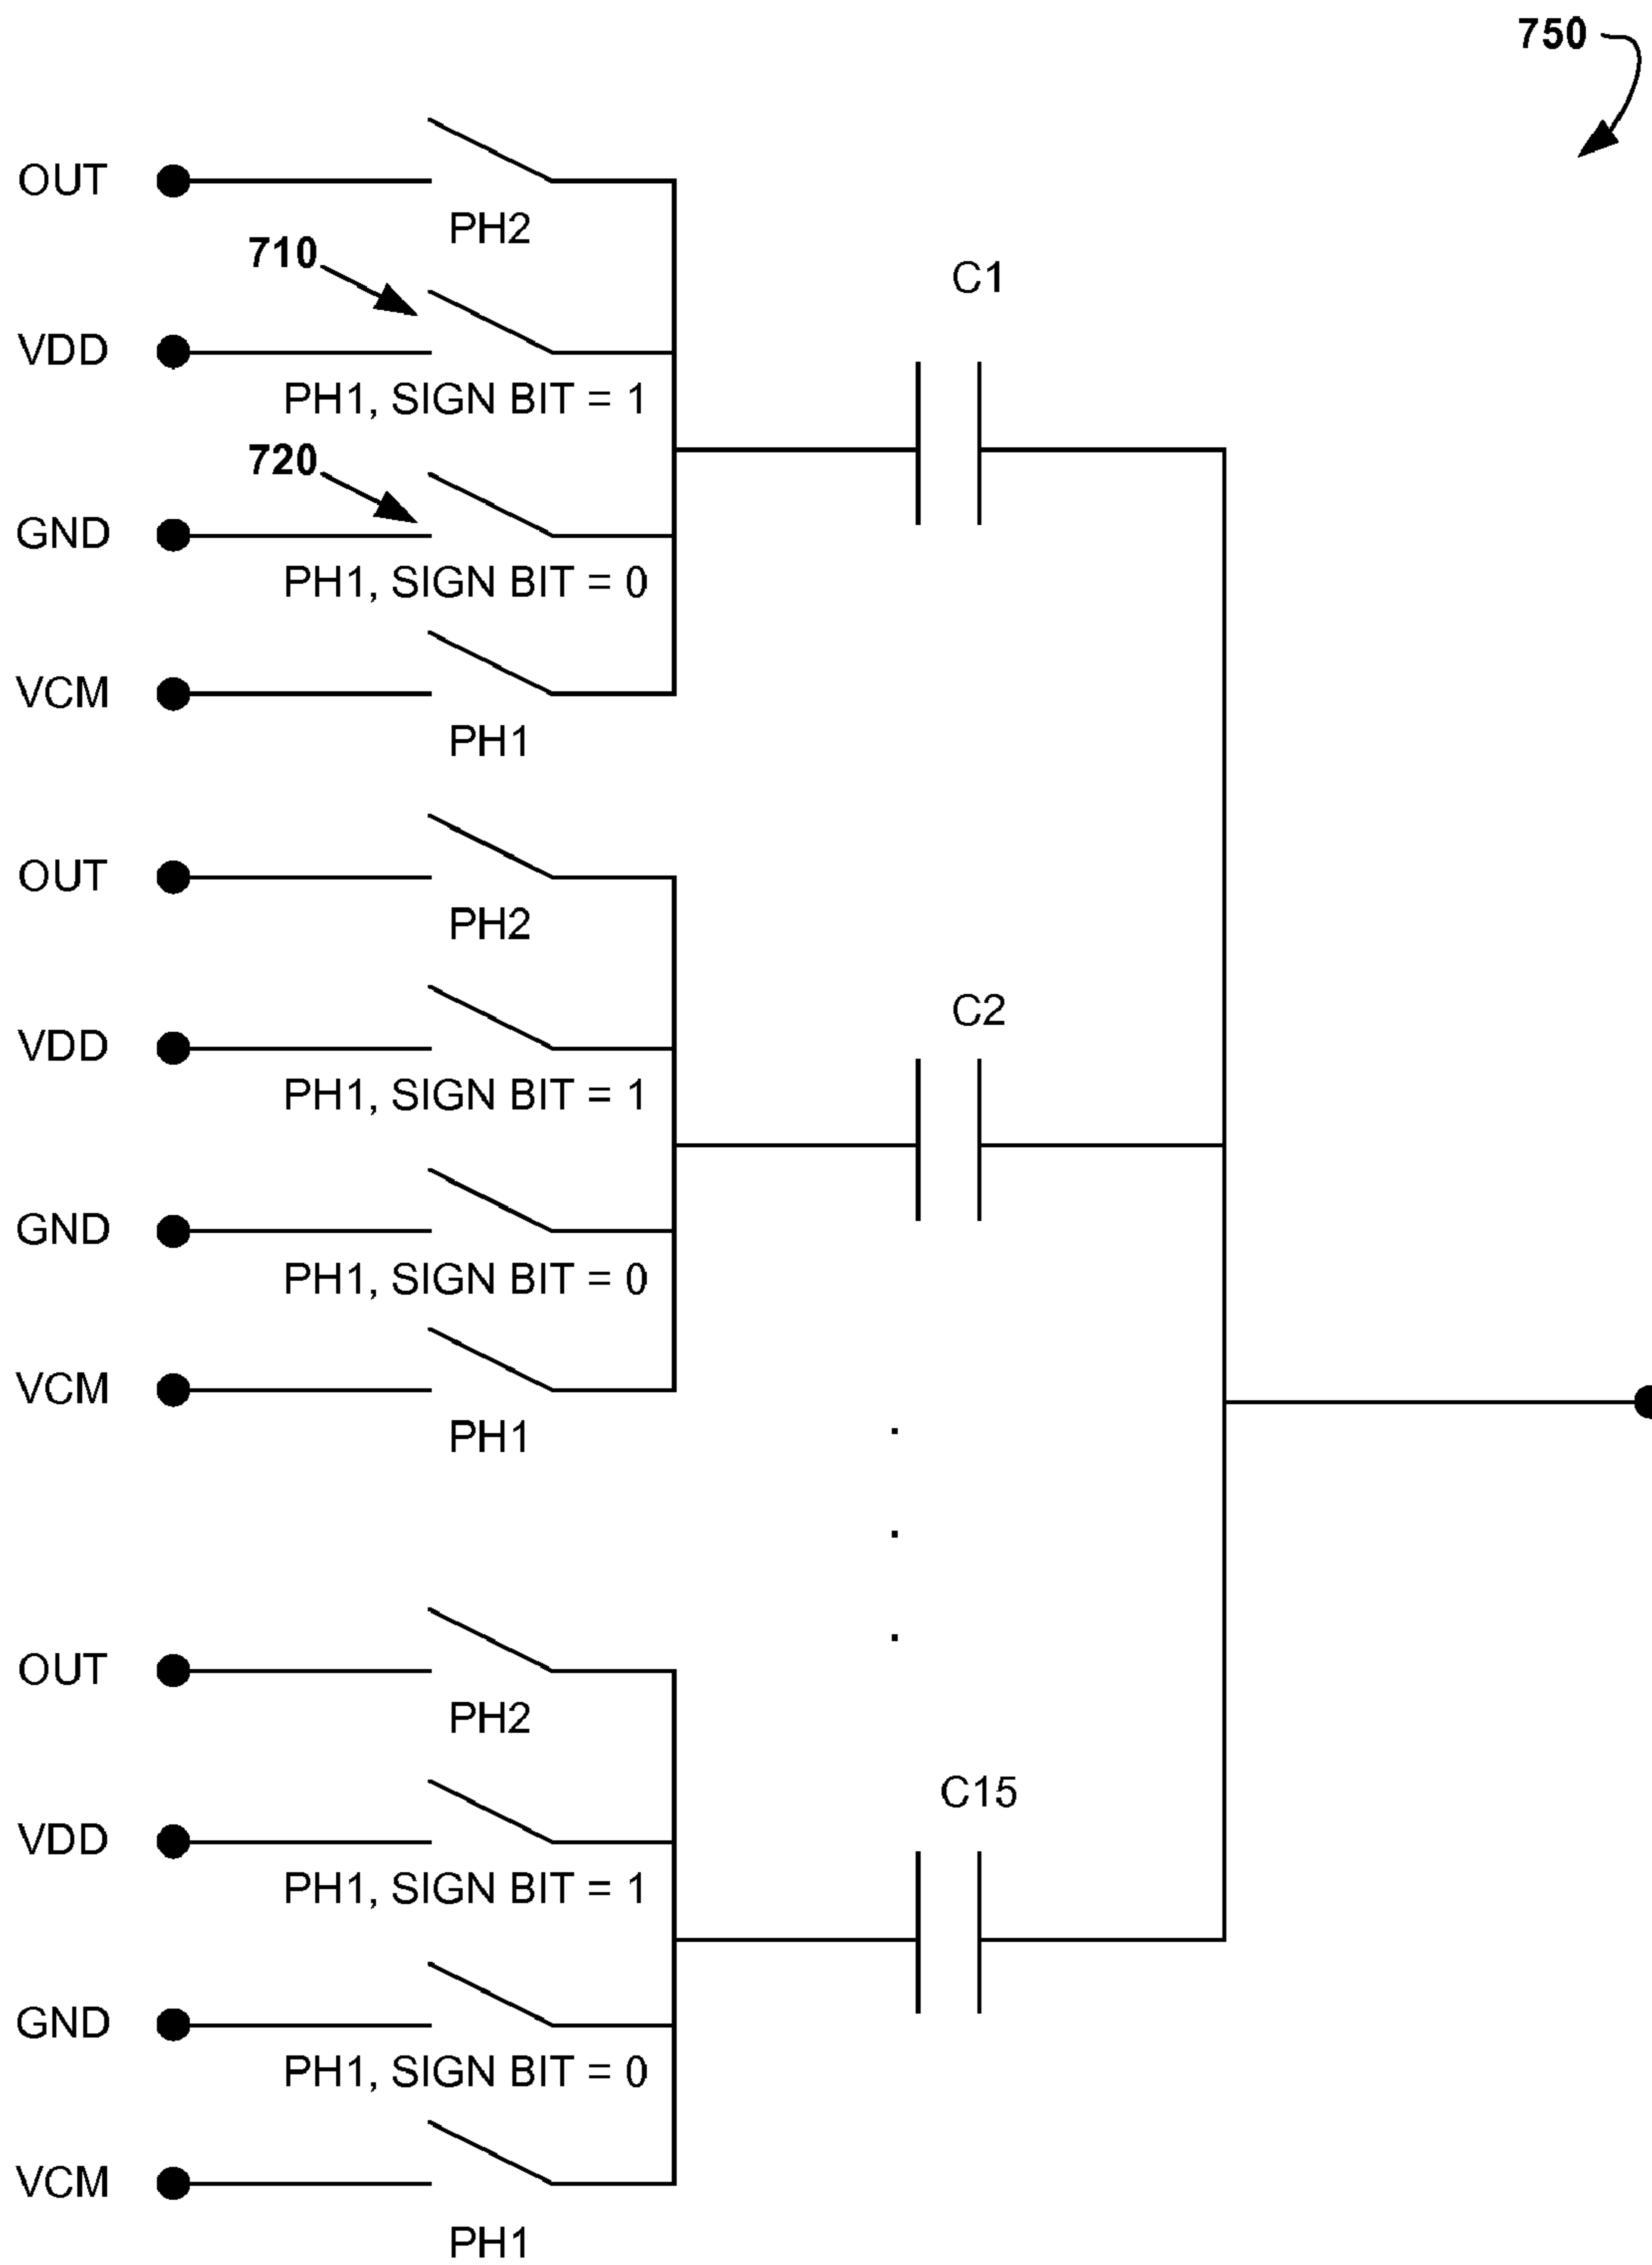 750
OUT
PH2
710
C1
VDD
PH1, SIGN BIT = 1
720
GND
PH1, SIGN BIT = 0
VCM
PH1
OUT
PH2
C2
VDD
PH1, SIGN BIT = 1
GND
PH1, SIGN BIT = 0
VCM
PH1
.
.
.
OUT
PH2
C15
VDD
PH1, SIGN BIT = 1
GND
PH1, SIGN BIT = 0
VCM
PH1